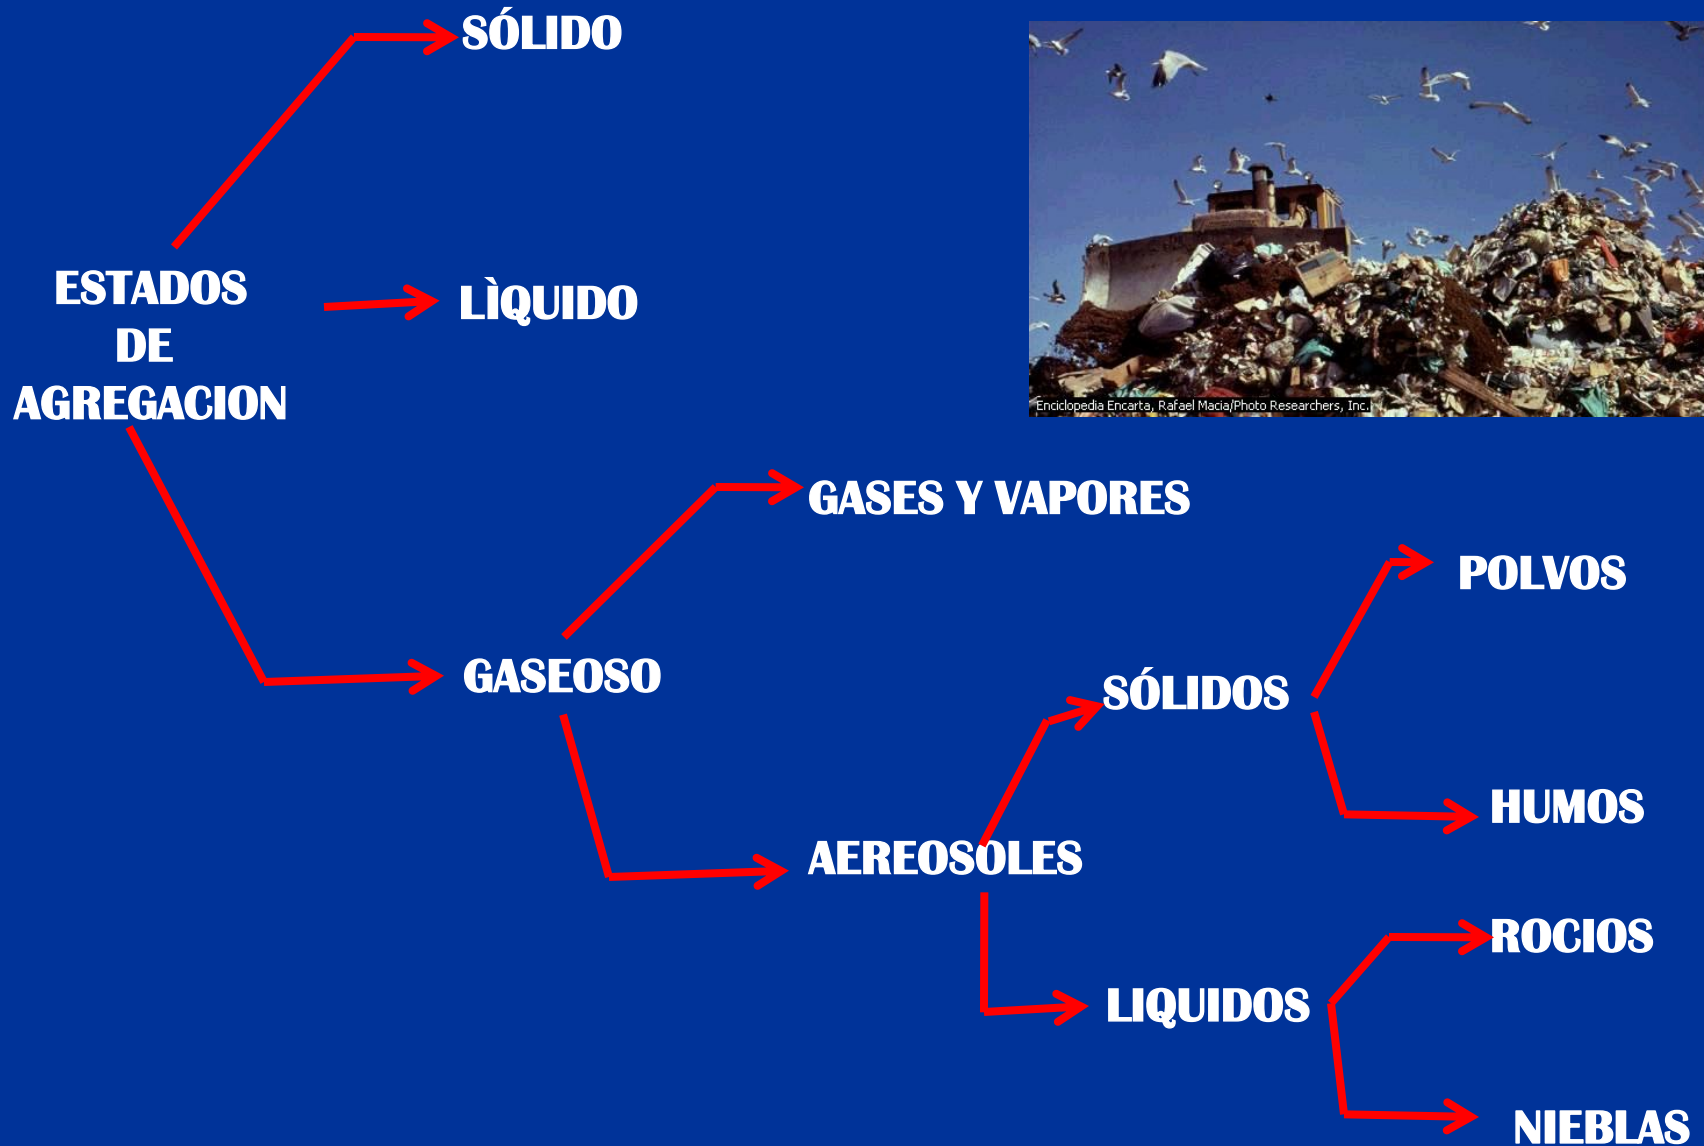 SÓLIDO
ESTADOS
DE
AGREGACION
LÌQUIDO
Enciclopedia Encarta, Rafael Macia/Photo Researchers, Inc.
GASES Y VAPORES
POLVOS
GASEOSO
SÓLIDOS
HUMOS
AEREOSOLES
ROCIOS
LIQUIDOS
NIEBLAS